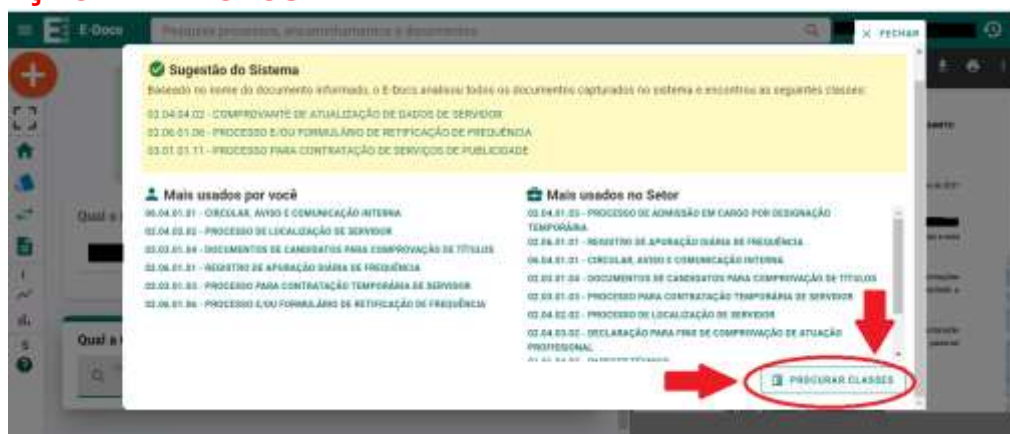 E-Docs
Pesquise processos, encaminhamentos e documentos
FECHAR
Sugestão do Sistema
Baseado no nome do documento informado, o E-Docs analisou todos os documentos capturados no sistema e encontrou as seguintes classes:
03.04.04.02 - COMPROVANTE DE ATUALIZAÇÃO DE DADOS DE SERVIDOR
02.06.01.06 - PROCESSO E/OU FORMULÁRIO DE RETIFICAÇÃO DE FREQUÊNCIA
03.01.01.11 - PROCESSO PARA CONTRATAÇÃO DE SERVIÇOS DE PUBLICIDADE
Mais usados por você
06.04.01.01 - CIRCULAR, AVISO E COMUNICAÇÃO INTERNA
02.04.02.02 - PROCESSO DE LOCALIZAÇÃO DE SERVIDOR
02.03.01.04 - DOCUMENTOS DE CANDIDATOS PARA COMPROVAÇÃO DE TÍTULOS
02.06.01.01 - REGISTRO DE APURAÇÃO DIÁRIA DE FREQUÊNCIA
02.03.01.03 - PROCESSO PARA CONTRATAÇÃO TEMPORÁRIA DE SERVIDOR
02.06.01.06 - PROCESSO E/OU FORMULÁRIO DE RETIFICAÇÃO DE FREQUÊNCIA
Mais usados no Setor
02.04.01.03 - PROCESSO DE ADMISSÃO EM CARGO POR DESIGNAÇÃO
TEMPORÁRIA
02.06.01.01 - REGISTRO DE APURAÇÃO DIÁRIA DE FREQUÊNCIA
06.04.01.01 - CIRCULAR, AVISO E COMUNICAÇÃO INTERNA
02.03.01.04 - DOCUMENTOS DE CANDIDATOS PARA COMPROVAÇÃO DE TÍTULOS
02.03.01.03 - PROCESSO PARA CONTRATAÇÃO TEMPORÁRIA DE SERVIDOR
02.04.02.02 - PROCESSO DE LOCALIZAÇÃO DE SERVIDOR
02.04.03.02 - DECLARAÇÃO PARA FINS DE COMPROVAÇÃO DE ATUAÇÃO
PROFISSIONAL
PROCURAR CLASSES
Qual a
Qual a